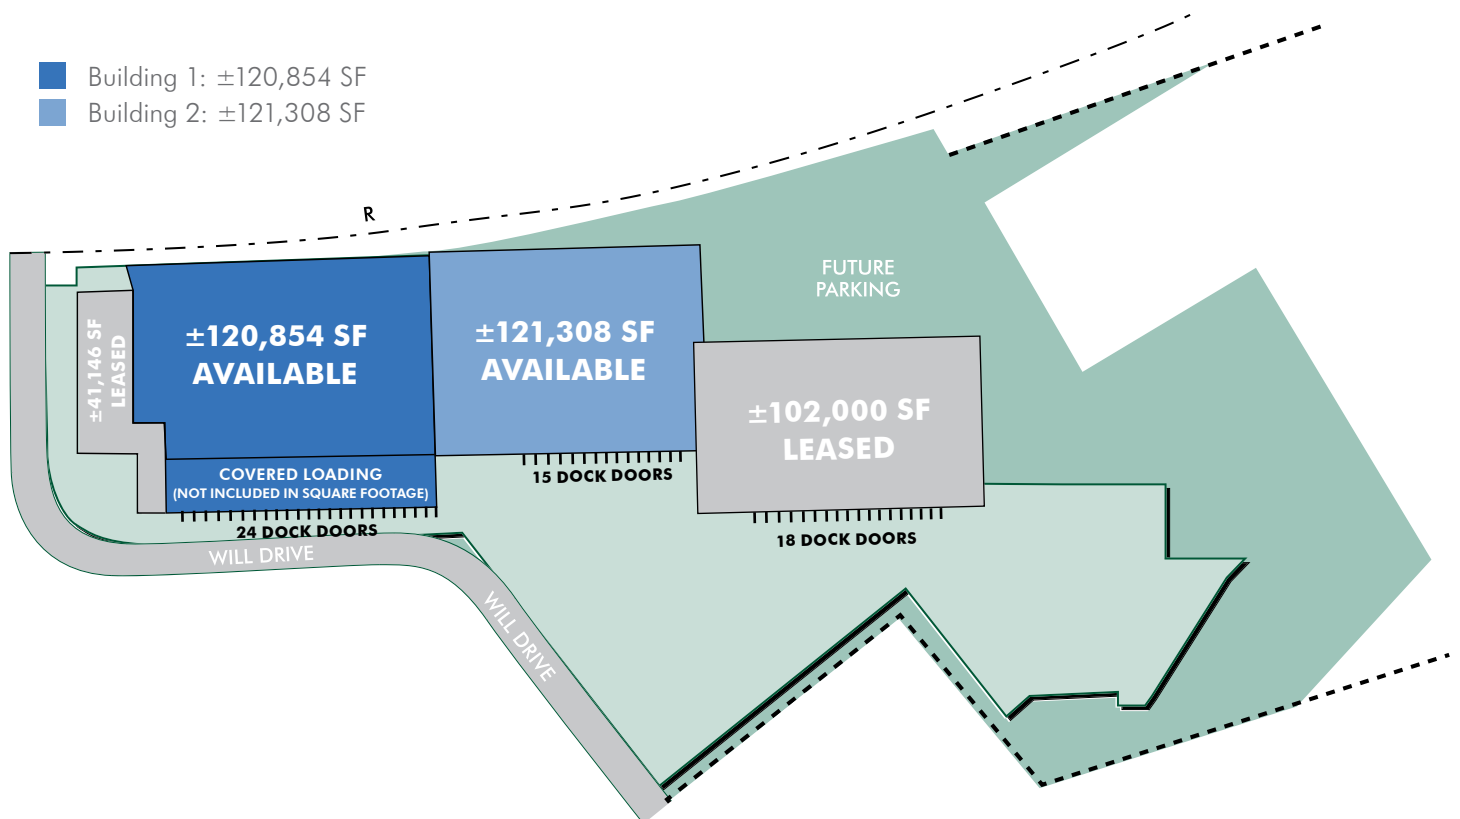 Building 1: ±120,854 SF
Building 2: ±121,308 SF
R
±41,146 SF
LEASED
±120,854 SF
AVAILABLE
±121,308 SF
AVAILABLE
FUTURE
PARKING
±102,000 SF
LEASED
COVERED LOADING
(NOT INCLUDED IN SQUARE FOOTAGE)
15 DOCK DOORS
24 DOCK DOORS
18 DOCK DOORS
WILL DRIVE
WILL DRIVE